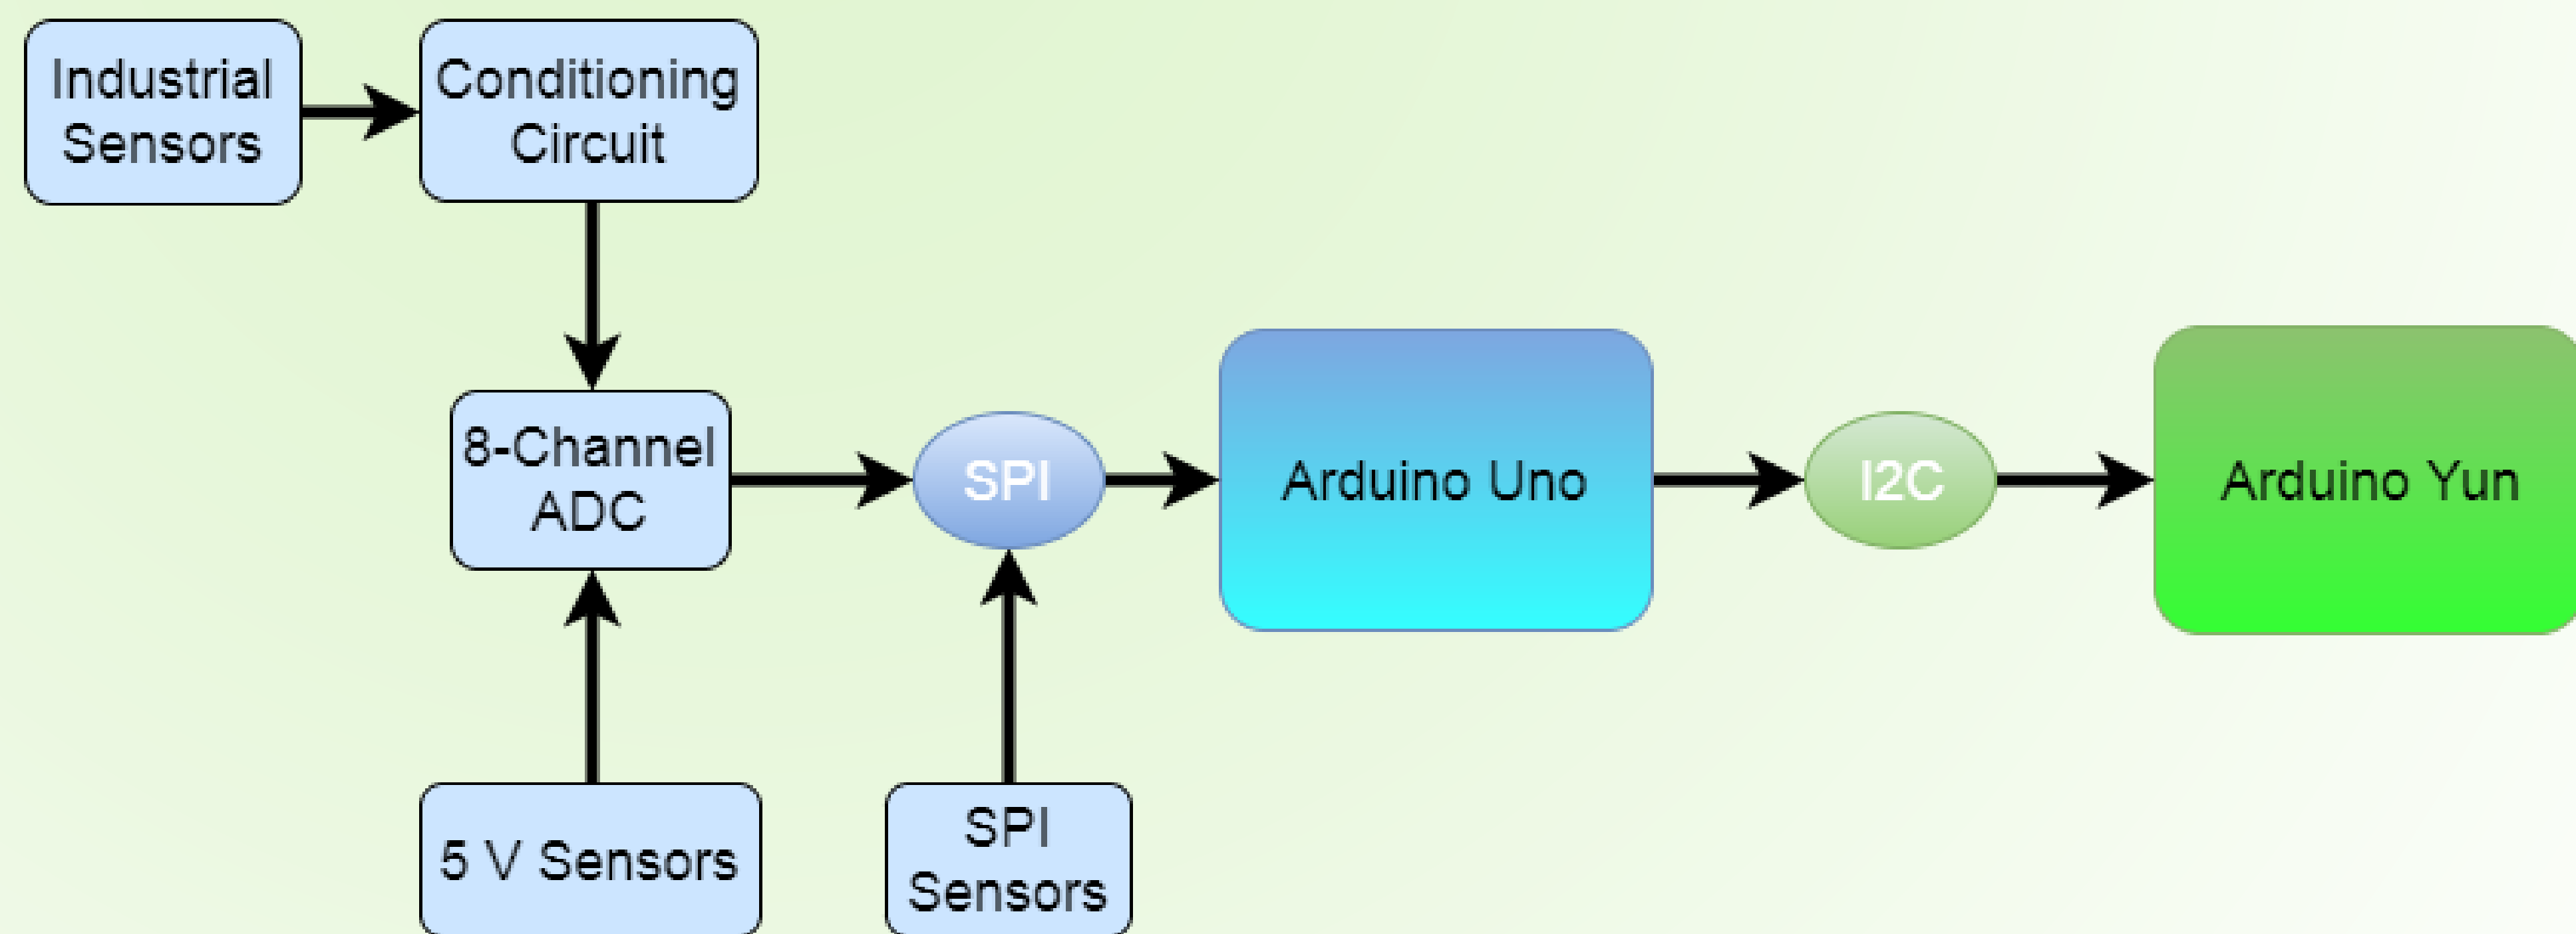 Industrial
Sensors
Conditioning
Circuit
8-Channel
ADC
SPI
Arduino Uno
I2C
Arduino Yun
5 V Sensors
SPI
Sensors